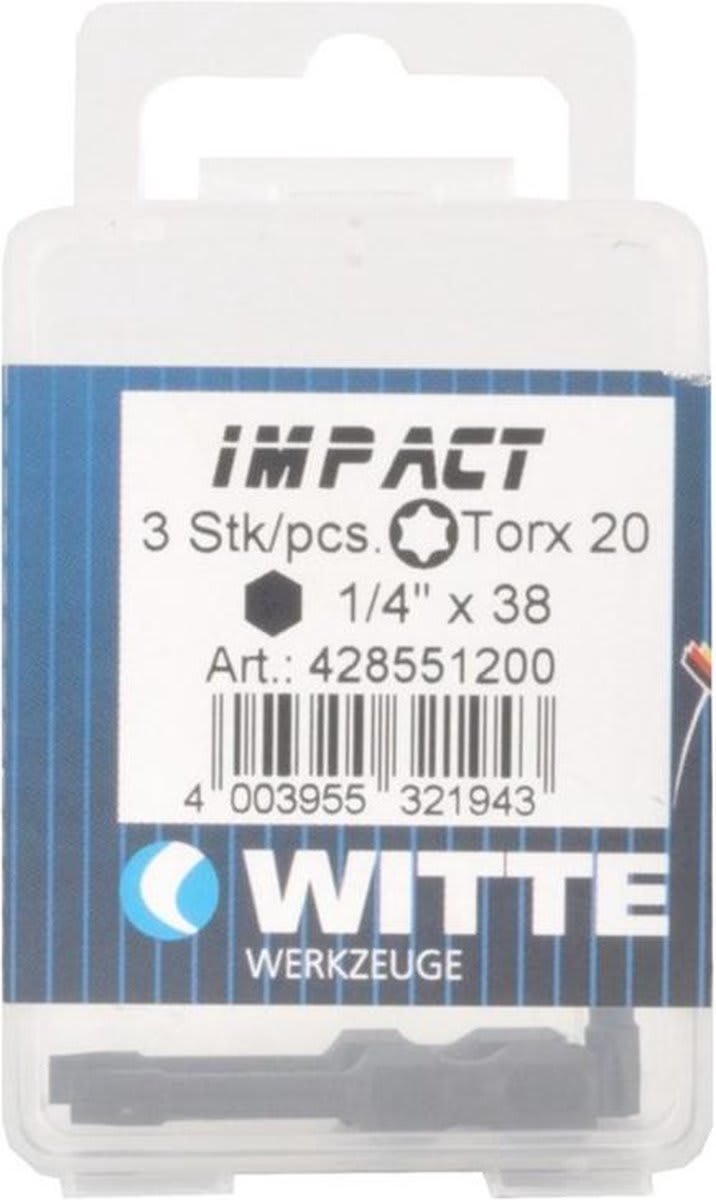 IMPACT
3 Stk/pcs. Torx 20
1/4" x 38
Art.: 428551200
4 003955 321943
WITTE
WERKZEUGE